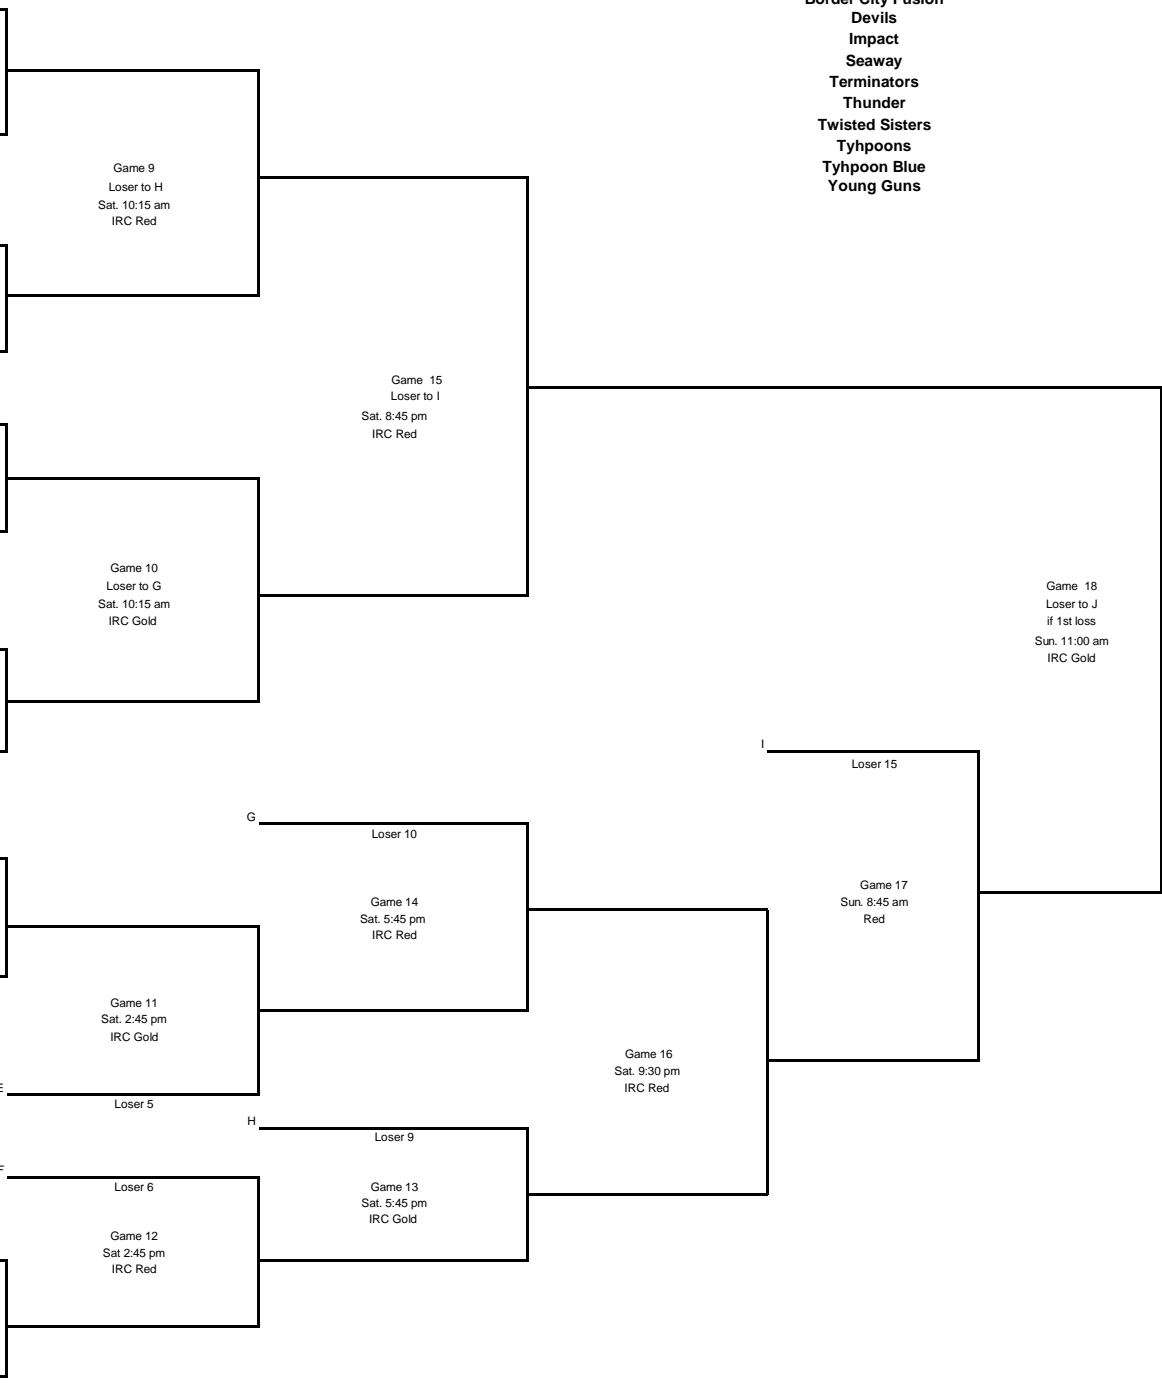 Border City Fusion
Devils
Impact
Seaway
Terminators
Thunder
Twisted Sisters
Tyhpoons
Tyhpoon Blue
Young Guns
Game 9
Loser to H
Sat. 10:15 am
IRC Red
Game 15
Loser to I
Sat. 8:45 pm
IRC Red
Game 10
Loser to G
Sat. 10:15 am
IRC Gold
Game 18
Loser to J
if 1st loss
Sun. 11:00 am
IRC Gold
I
Loser 15
G
Loser 10
Game 14
Sat. 5:45 pm
IRC Red
Game 17
Sun. 8:45 am
Red
Game 11
Sat. 2:45 pm
IRC Gold
Game 16
Sat. 9:30 pm
IRC Red
E
Loser 5
H
Loser 9
F
Loser 6
Game 13
Sat. 5:45 pm
IRC Gold
Game 12
Sat 2:45 pm
IRC Red